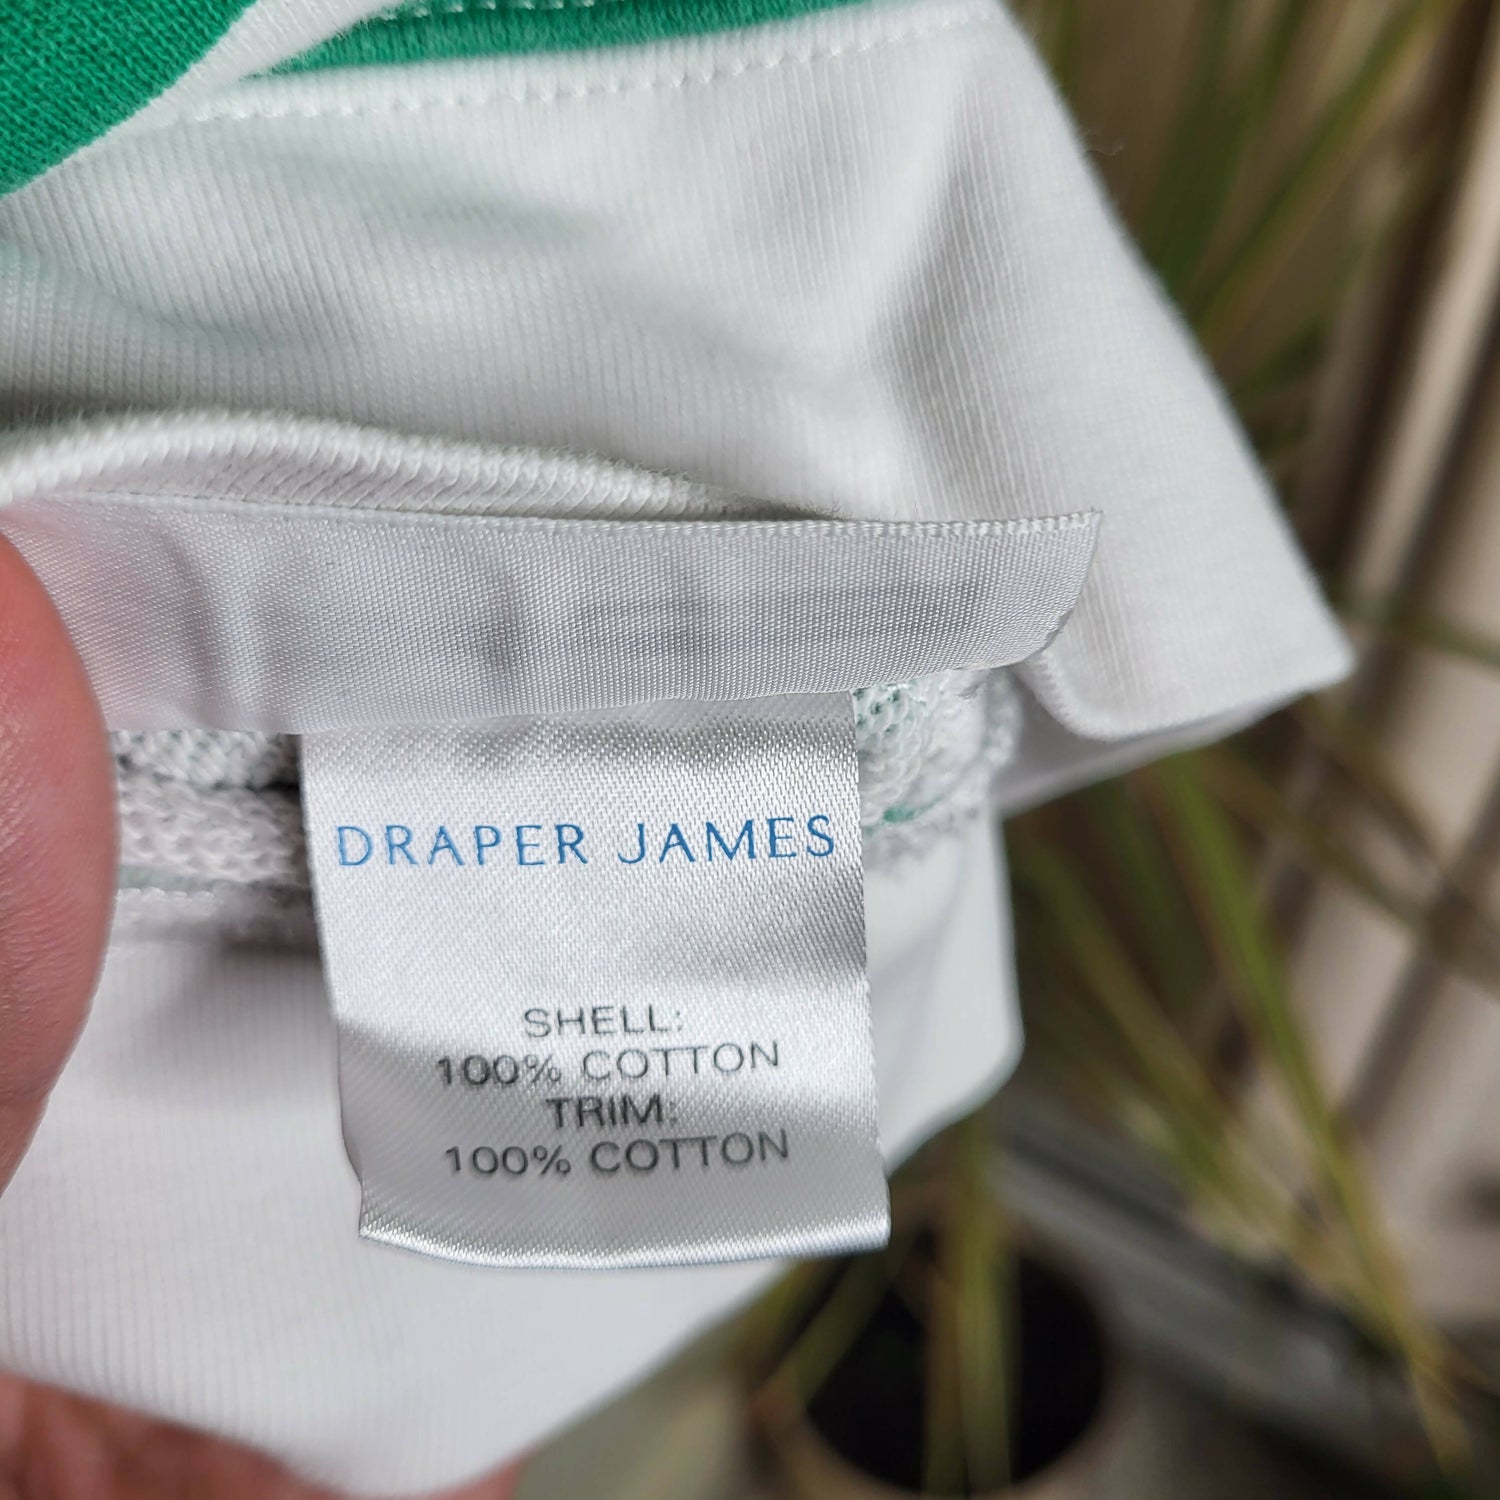 DRAPER JAMES
SHELL:
100% COTTON
TRIM:
100% COTTON